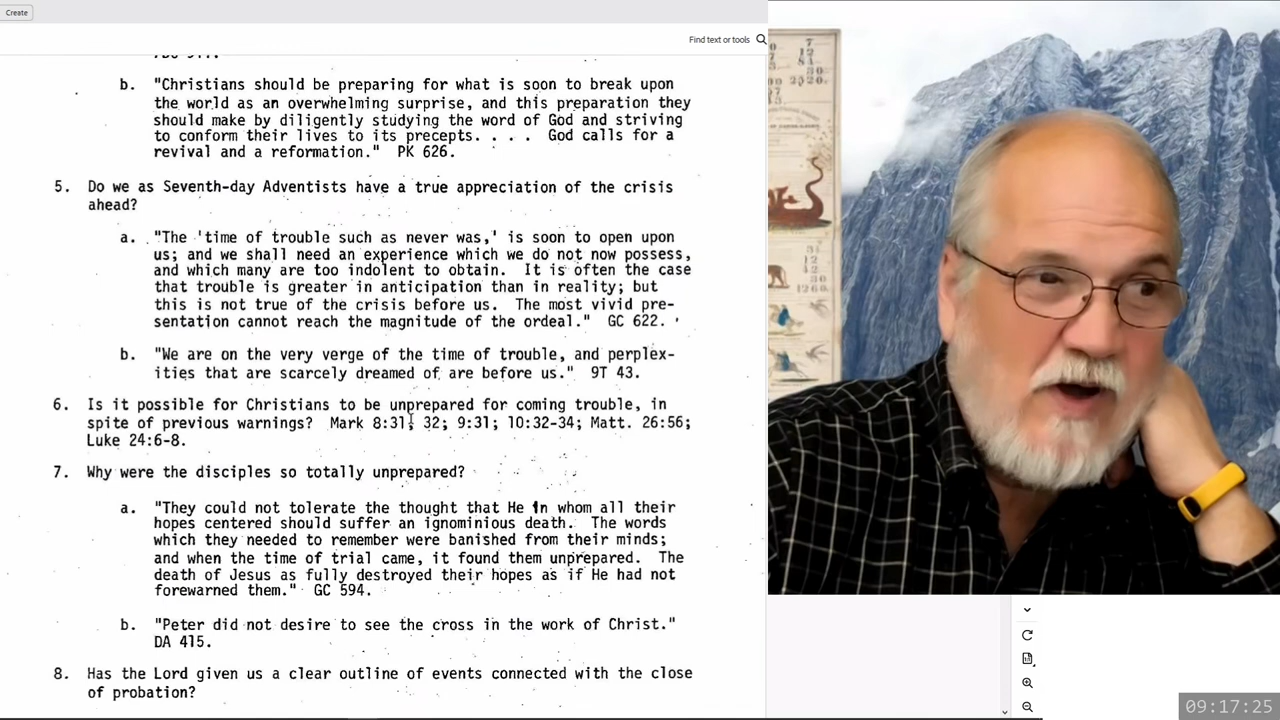 Create
Find text or tools
b. "Christians should be preparing for what is soon to break upon
the world as an overwhelming surprise, and this preparation they
should make by diligently studying the word of God and striving
to conform their lives to its precepts. . . . God calls for a
revival and a reformation." PK 626.
5. Do we as Seventh-day Adventists have a true appreciation of the crisis
ahead?
a. "The 'time of trouble such as never was,' is soon to open upon
us; and we shall need an experience which we do not now possess,
and which many are too indolent to obtain. It is often the case
that trouble is greater in anticipation than in reality; but
this is not true of the crisis before us. The most vivid pre-
sentation cannot reach the magnitude of the ordeal." GC 622.
b. "We are on the very verge of the time of trouble, and perplex-
ities that are scarcely dreamed of are before us." 9T 43.
6. Is it possible for Christians to be unprepared for coming trouble, in
spite of previous warnings? Mark 8:31; 32; 9:31; 10:32-34; Matt. 26:56;
Luke 24:6-8.
7. Why were the disciples so totally unprepared?
a. "They could not tolerate the thought that He in whom all their
hopes centered should suffer an ignominious death. The words
which they needed to remember were banished from their minds;
and when the time of trial came, it found them unprepared. The
death of Jesus as fully destroyed their hopes as if He had not
forewarned them." GC 594.
b. "Peter did not desire to see the cross in the work of Christ."
DA 415.
8. Has the Lord given us a clear outline of events connected with the close
of probation?
09:17:25